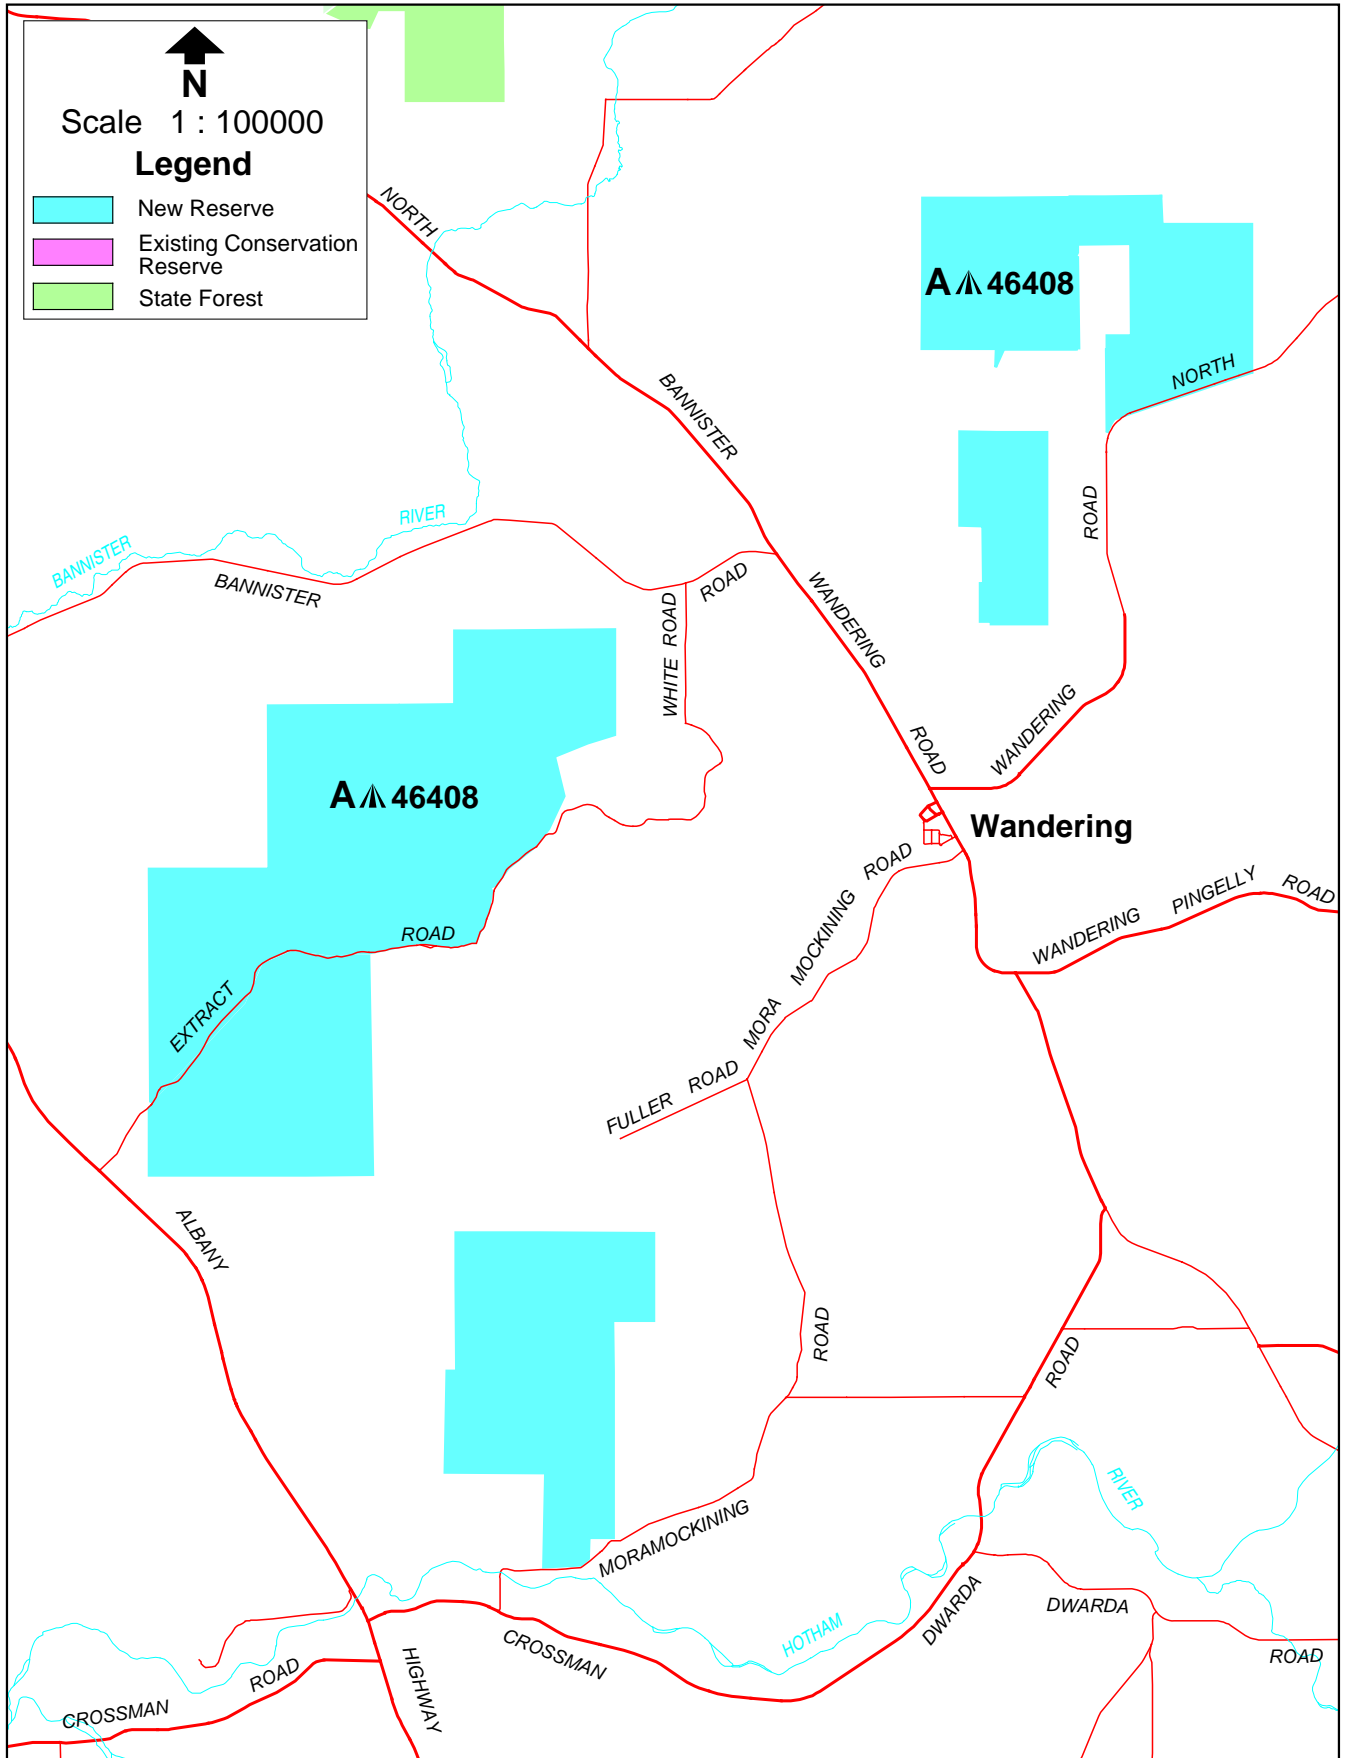 N
Scale 1 : 100000
Legend
New Reserve
Existing Conservation
Reserve
State Forest
NORTH
BANNISTER
WANDERING
ROAD
A 46408
NORTH
ROAD
WANDERING
BANNISTER
RIVER
BANNISTER
ROAD
WHITE ROAD
A 46408
ROAD
EXTRACT
Wandering
ROAD
MOCKINING
MORA
FULLER ROAD
WANDERING
PINGELLY
ROAD
ALBANY
HIGHWAY
ROAD
MORAMOCKINING
ROAD
DWARDA
CROSSMAN
RIVER
HOTHAM
DWARDA
ROAD
CROSSMAN
ROAD